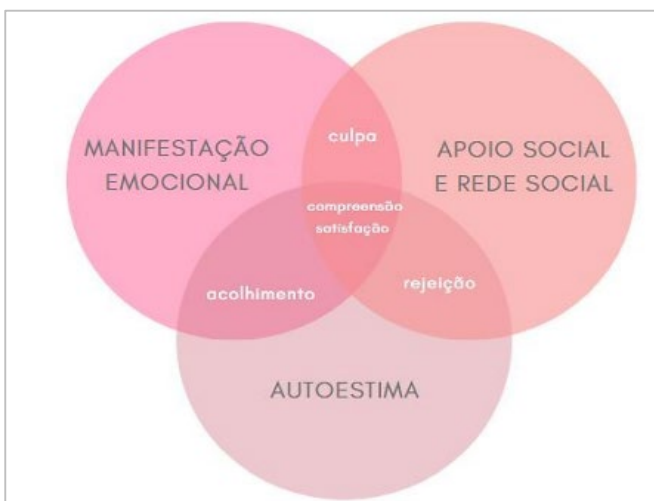 culpa
MANIFESTAÇÃO
EMOCIONAL
APOIO SOCIAL
E REDE SOCIAL
compreensão
satisfação
acolhimento
rejeição
AUTOESTIMA